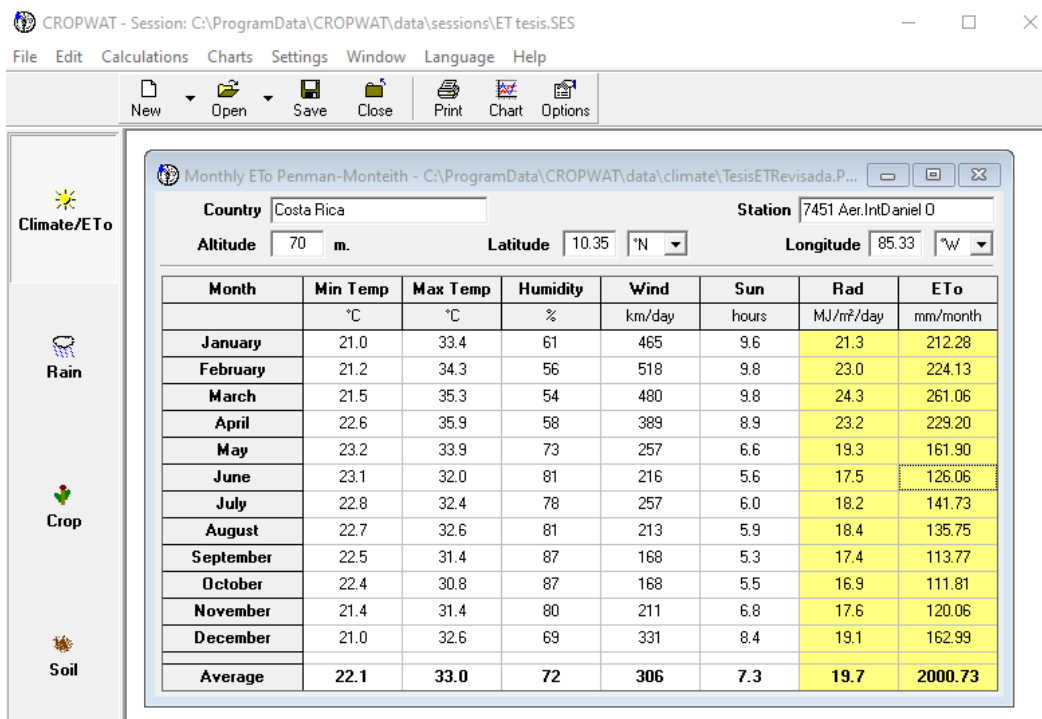 CROPWAT - Session: C:\ProgramData\CROPWAT\data\sessions\ET tesis.SES
File Edit Calculations Charts Settings Window Language Help
New Open Save Close Print Chart Options
Monthly ETo Penman-Monteith - C:\ProgramData\CROPWAT\data\climate\TesisETRevisada.P...
Country Costa Rica Station 7451 Aer.IntDaniel O
Altitude 70 m. Latitude 10.35 °N Longitude 85.33 °W
Month Min Temp Max Temp Humidity Wind Sun Rad ETo
°C °C % km/day hours MJ/m²/day mm/month
January 21.0 33.4 61 465 9.6 21.3 212.28
February 21.2 34.3 56 518 9.8 23.0 224.13
March 21.5 35.3 54 480 9.8 24.3 261.06
April 22.6 35.9 58 389 8.9 23.2 229.20
May 23.2 33.9 73 257 6.6 19.3 161.90
June 23.1 32.0 81 216 5.6 17.5 126.06
July 22.8 32.4 78 257 6.0 18.2 141.73
August 22.7 32.6 81 213 5.9 18.4 135.75
September 22.5 31.4 87 168 5.3 17.4 113.77
October 22.4 30.8 87 168 5.5 16.9 111.81
November 21.4 31.4 80 211 6.8 17.6 120.06
December 21.0 32.6 69 331 8.4 19.1 162.99
Average 22.1 33.0 72 306 7.3 19.7 2000.73
Climate/ETo
Rain
Crop
Soil